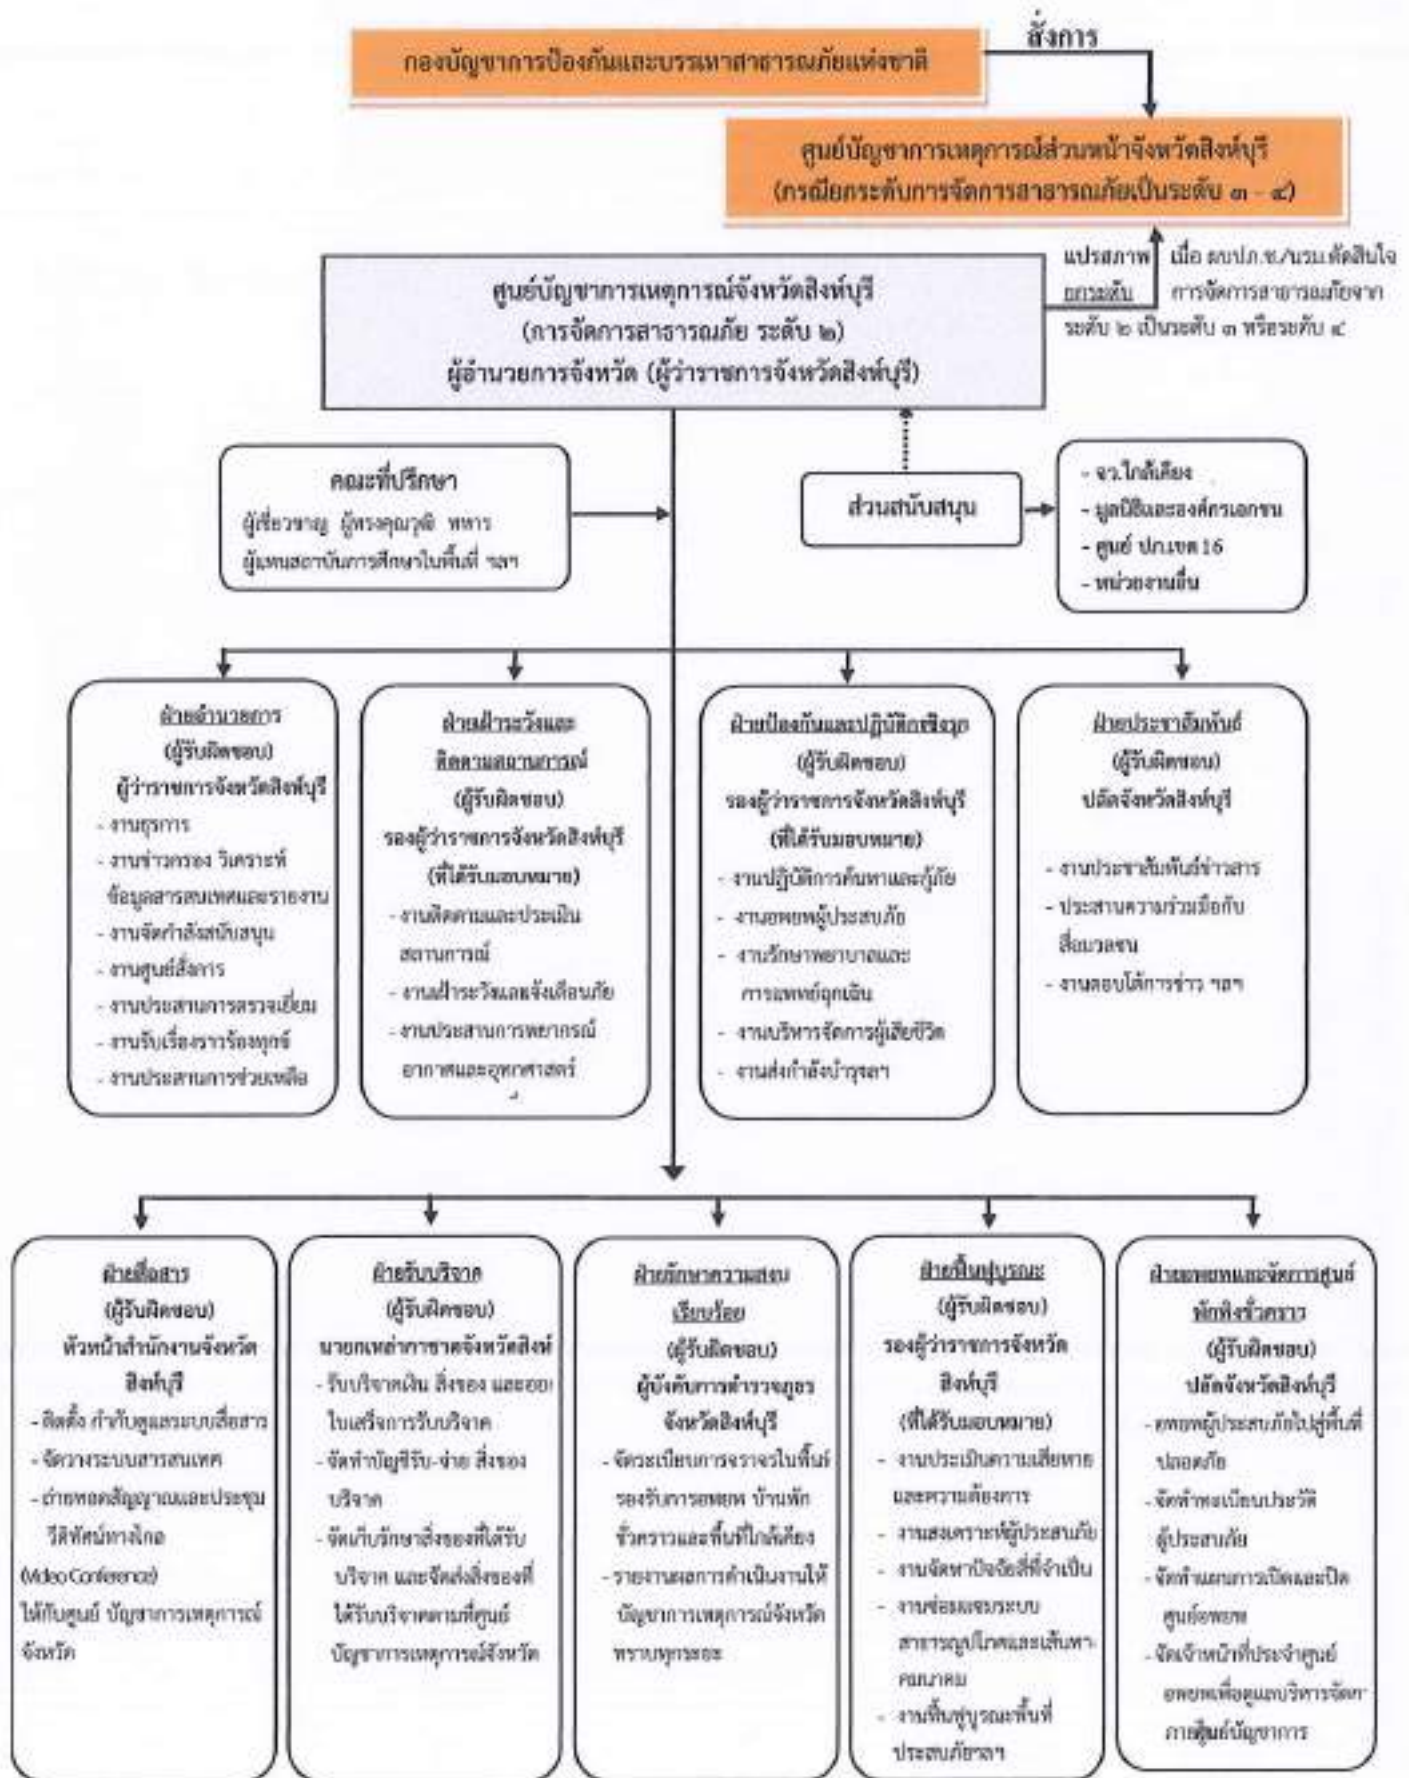 สั่งการ
กองบัญชาการป้องกันและบรรเทาสาธารณภัยแห่งชาติ
ศูนย์บัญชาการเหตุการณ์ส่วนหน้าจังหวัดสิงห์บุรี
(กรณียกระดับการจัดการสาธารณภัยเป็นระดับ ๓ - ๔)
แปรสภาพ เมื่อ ผบปภ.ช./นรม.ตัดสินใจ
ยกระดับ การจัดการสาธารณภัยจาก
ระดับ ๒ เป็นระดับ ๓ หรือระดับ ๔
ศูนย์บัญชาการเหตุการณ์จังหวัดสิงห์บุรี
(การจัดการสาธารณภัย ระดับ ๒)
ผู้อำนวยการจังหวัด (ผู้ว่าราชการจังหวัดสิงห์บุรี)
คณะที่ปรึกษา
ผู้เชี่ยวชาญ ผู้ทรงคุณวุฒิ ทหาร
ผู้แทนสถาบันการศึกษาในพื้นที่ ฯลฯ
ส่วนสนับสนุน
- จว.ใกล้เคียง
- มูลนิธิและองค์กรเอกชน
- ศูนย์ ปภ.เขต 16
- หน่วยงานอื่น
ฝ่ายอำนวยการ
(ผู้รับผิดชอบ)
ผู้ว่าราชการจังหวัดสิงห์บุรี
- งานธุรการ
- งานข่าวกรอง วิเคราะห์
ข้อมูลสารสนเทศและรายงาน
- งานจัดกำลังสนับสนุน
- งานศูนย์สั่งการ
- งานประสานการตรวจเยี่ยม
- งานรับเรื่องราวร้องทุกข์
- งานประสานการช่วยเหลือ
ฝ่ายเฝ้าระวังและ
ติดตามสถานการณ์
(ผู้รับผิดชอบ)
รองผู้ว่าราชการจังหวัดสิงห์บุรี
(ที่ได้รับมอบหมาย)
- งานติดตามและประเมิน
สถานการณ์
- งานเฝ้าระวังและแจ้งเตือนภัย
- งานประสานการพยากรณ์
อากาศและอุทกศาสตร์
ฝ่ายป้องกันและปฏิบัติการเชิงรุก
(ผู้รับผิดชอบ)
รองผู้ว่าราชการจังหวัดสิงห์บุรี
(ที่ได้รับมอบหมาย)
- งานปฏิบัติการค้นหาและกู้ภัย
- งานอพยพผู้ประสบภัย
- งานรักษาพยาบาลและ
การแพทย์ฉุกเฉิน
- งานบริหารจัดการผู้เสียชีวิต
- งานส่งกำลังบำรุงฯลฯ
ฝ่ายประชาสัมพันธ์
(ผู้รับผิดชอบ)
ปลัดจังหวัดสิงห์บุรี
- งานประชาสัมพันธ์ข่าวสาร
- ประสานความร่วมมือกับ
สื่อมวลชน
- งานตอบโต้การข่าว ฯลฯ
ฝ่ายสื่อสาร
(ผู้รับผิดชอบ)
หัวหน้าสำนักงานจังหวัด
สิงห์บุรี
- ติดตั้ง กำกับดูแลระบบสื่อสาร
- จัดวางระบบสารสนเทศ
- ถ่ายทอดสัญญาณและประชุม
วีดิทัศน์ทางไกล
(Video Conference)
ให้กับศูนย์ บัญชาการเหตุการณ์
จังหวัด
ฝ่ายรับบริจาค
(ผู้รับผิดชอบ)
นายกเหล่ากาชาดจังหวัดสิงห์
- รับบริจาคเงิน สิ่งของ และออก
ใบเสร็จการรับบริจาค
- จัดทำบัญชีรับ-จ่าย สิ่งของ
บริจาค
- จัดเก็บรักษาสิ่งของที่ได้รับ
บริจาค และจัดส่งสิ่งของที่
ได้รับบริจาคตามที่ศูนย์
บัญชาการเหตุการณ์จังหวัด
ฝ่ายรักษาความสงบ
เรียบร้อย
(ผู้รับผิดชอบ)
ผู้บังคับการตำรวจภูธร
จังหวัดสิงห์บุรี
- จัดระเบียบการจราจรในพื้นที่
รองรับการอพยพ บ้านพัก
ชั่วคราวและพื้นที่ใกล้เคียง
- รายงานผลการดำเนินงานให้
บัญชาการเหตุการณ์จังหวัด
ทราบทุกระยะ
ฝ่ายฟื้นฟูบูรณะ
(ผู้รับผิดชอบ)
รองผู้ว่าราชการจังหวัด
สิงห์บุรี
(ที่ได้รับมอบหมาย)
- งานประเมินความเสียหาย
และความต้องการ
- งานสงเคราะห์ผู้ประสบภัย
- งานจัดหาปัจจัยสี่ที่จำเป็น
- งานซ่อมแซมระบบ
สาธารณูปโภคและเส้นทาง
คมนาคม
- งานฟื้นฟูบูรณะพื้นที่
ประสบภัยฯลฯ
ฝ่ายอพยพและจัดการศูนย์
พักพิงชั่วคราว
(ผู้รับผิดชอบ)
ปลัดจังหวัดสิงห์บุรี
- อพยพผู้ประสบภัยไปสู่พื้นที่
ปลอดภัย
- จัดทำทะเบียนประวัติ
ผู้ประสบภัย
- จัดทำแผนการเปิดและปิด
ศูนย์อพยพ
- จัดเจ้าหน้าที่ประจำศูนย์
อพยพเพื่อดูแลบริหารจัดกา
ภายศูนย์บัญชาการ